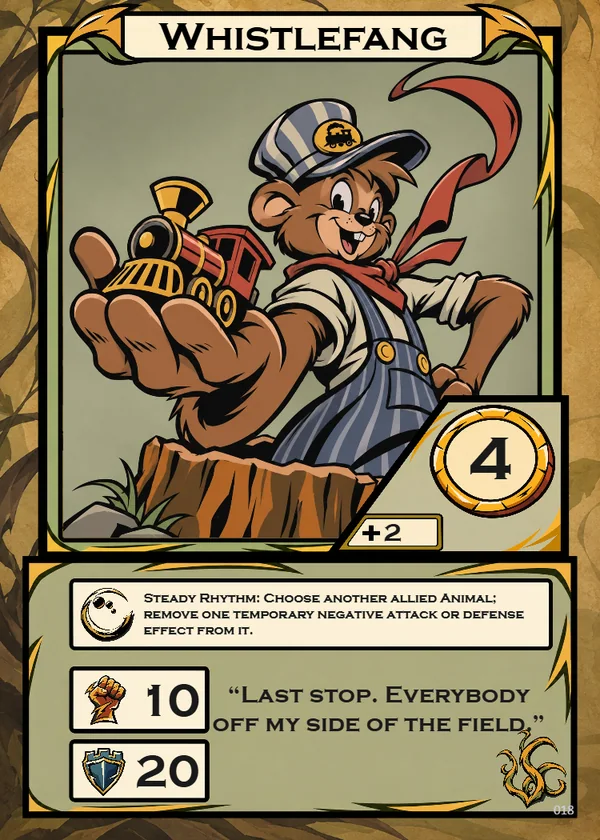 Whistlefang
4
+2
Steady Rhythm: Choose another allied Animal;
remove one temporary negative attack or defense
effect from it.
10
“Last stop. Everybody
off my side of the field.”
20
018